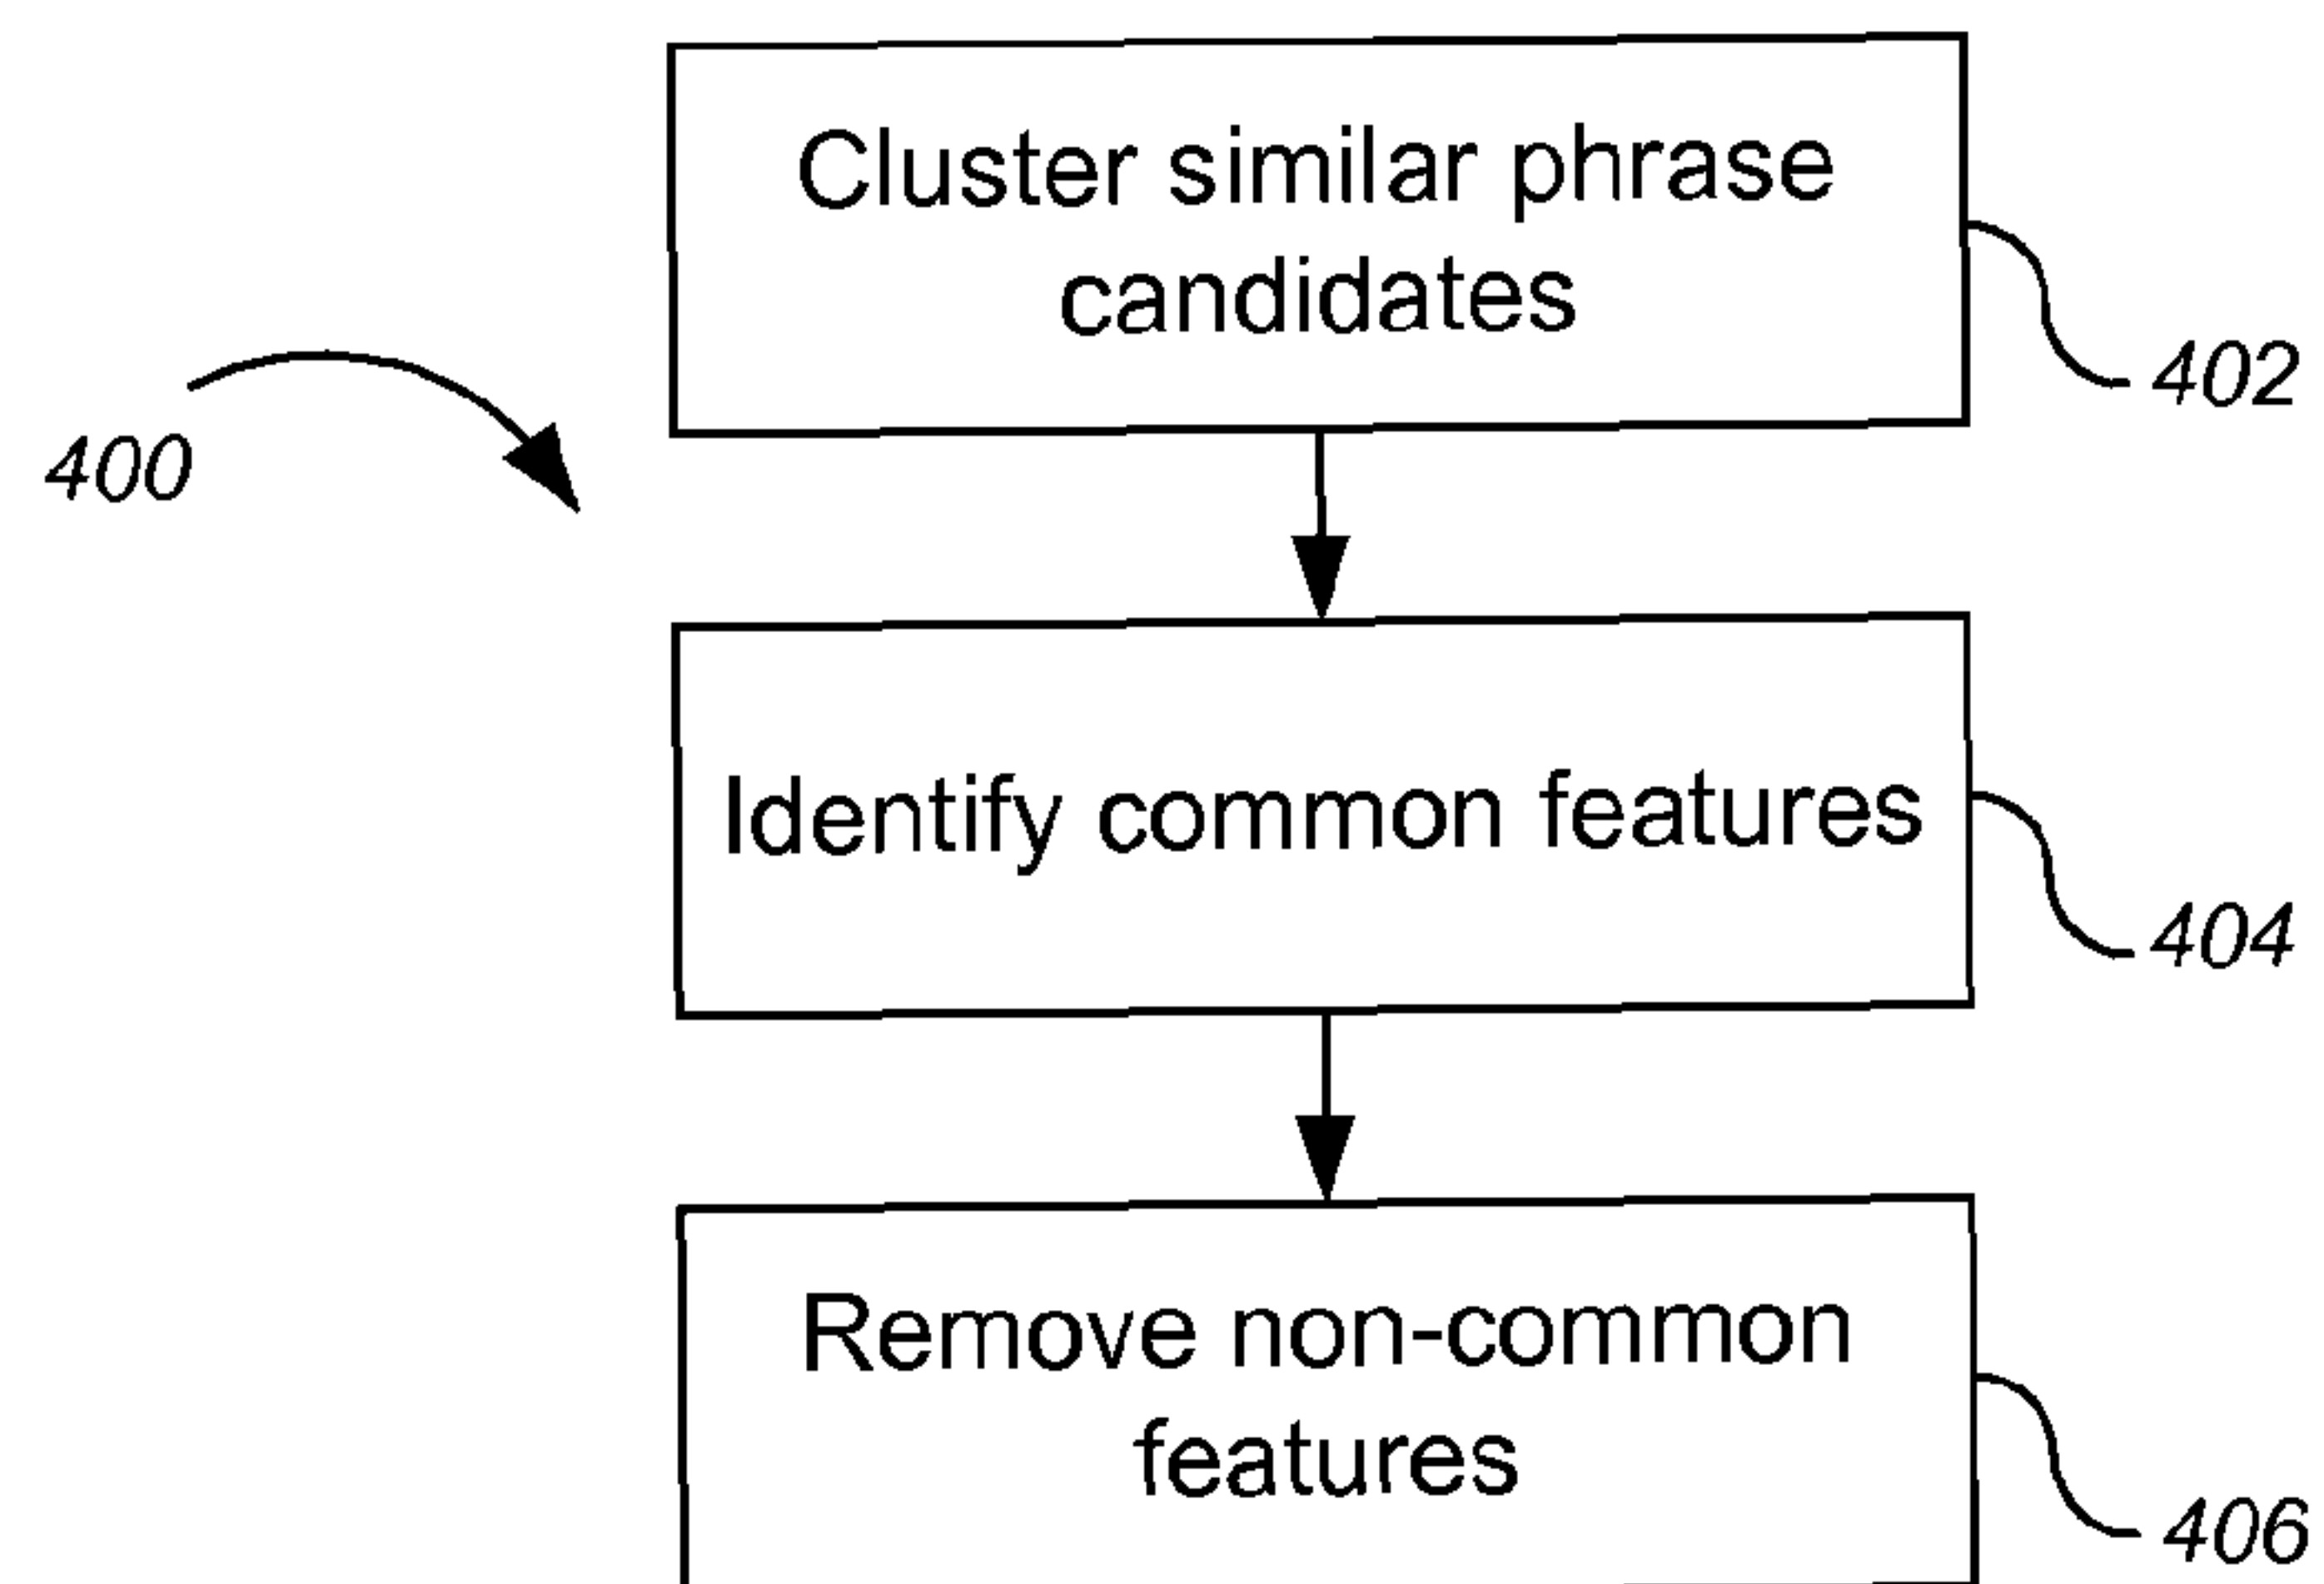 Cluster similar phrase
candidates
402
400
Identify common features
404
Remove non-common
features
406